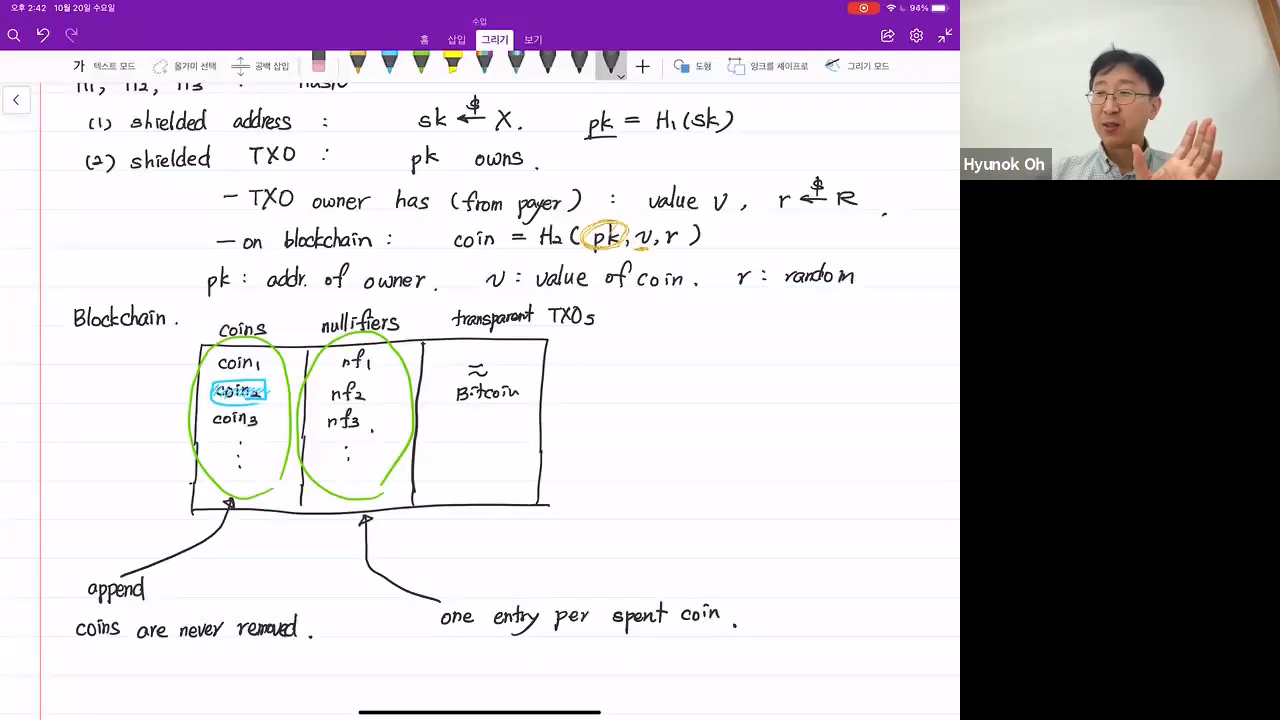 오후 2:42 10월 20일 수요일
94%
수업
홈 삽입 그리기 보기
가 텍스트 모드 올가미 선택 공백 삽입 도형 잉크를 셰이프로 그리기 모드
H1, H2, H3 :
(1) shielded address : sk ←$ X. pk = H1(sk)
(2) shielded TXO : pk owns.
- TXO owner has (from payer) : value v, r ←$ R.
- on blockchain : coin = H2(pk, v, r)
pk : addr. of owner. v : value of coin. r : random
Blockchain.
coins nullifiers transparent TXOs
coin1 nf1 ≈
coin2 nf2 Bitcoin
coin3 nf3.
⋮ ⋮
append
coins are never removed.
one entry per spent coin.
Hyunok Oh